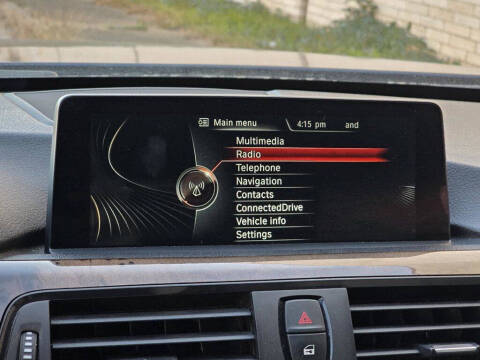 Main menu 4:15 pm and
Multimedia
Radio
Telephone
Navigation
Contacts
ConnectedDrive
Vehicle info
Settings